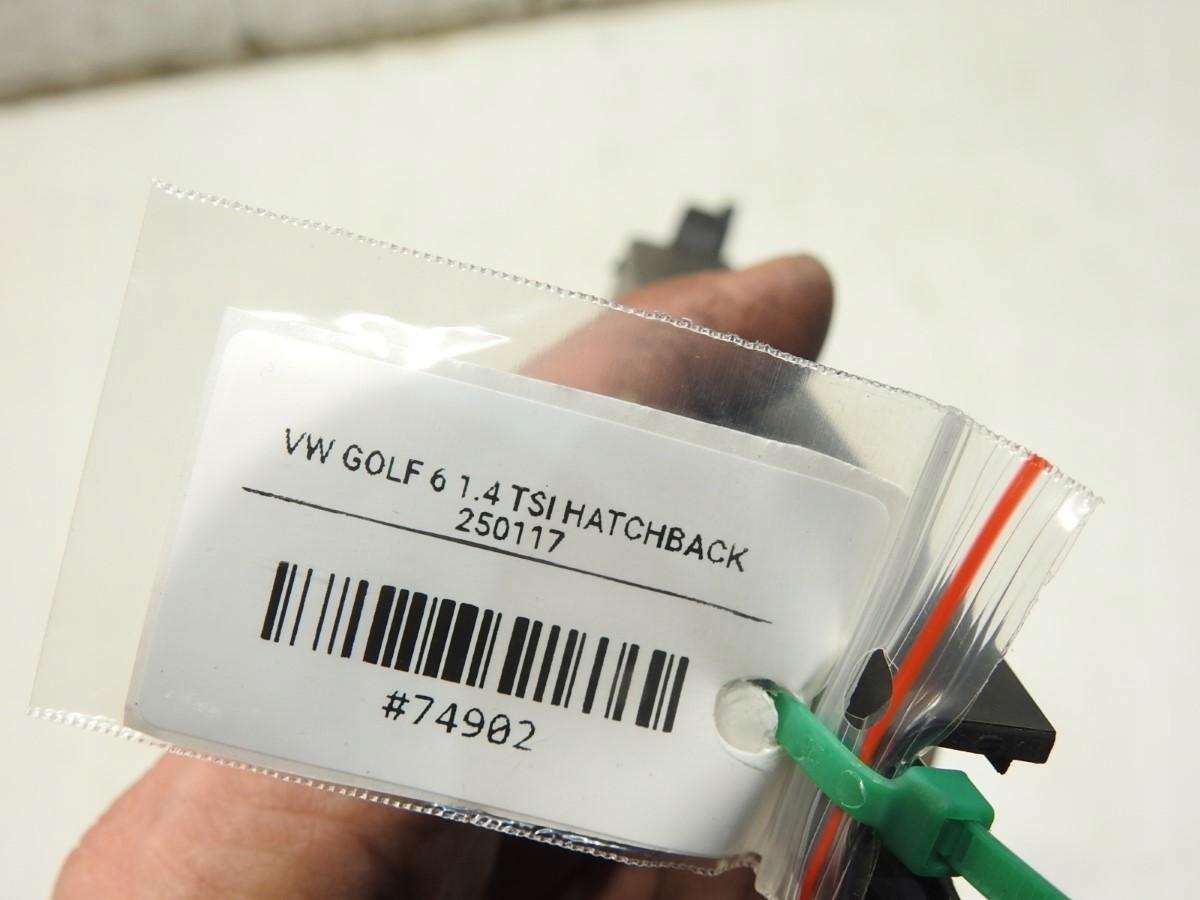 VW GOLF 6 1.4 TSI HATCHBACK
250117
#74902